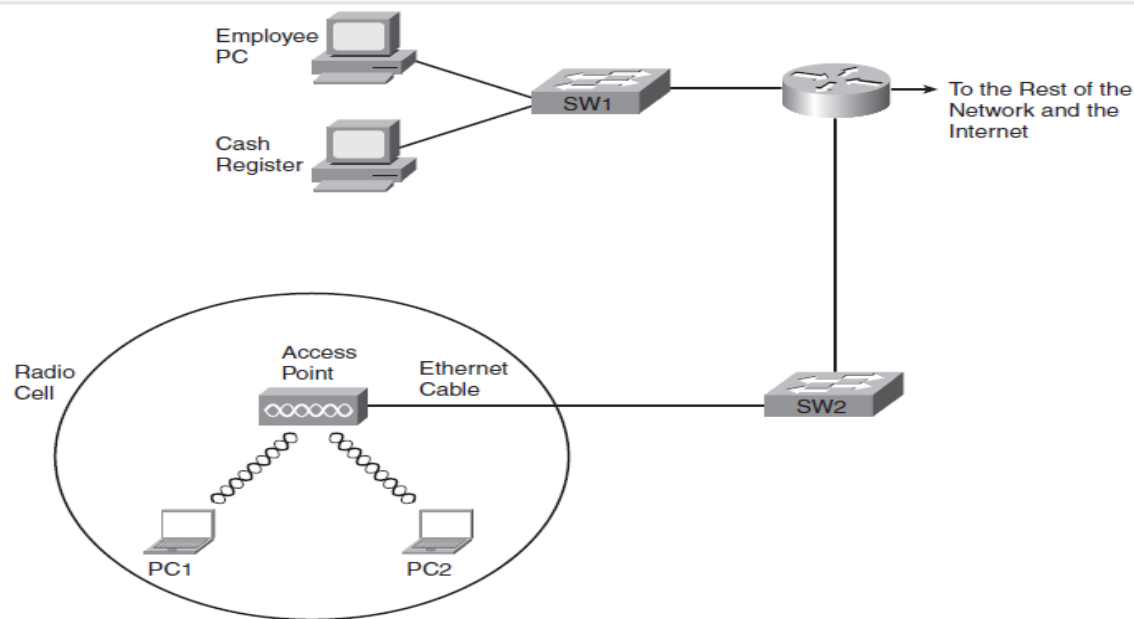 Employee
PC
SW1
To the Rest of the
Network and the
Internet
Cash
Register
Radio
Cell
Access
Point
Ethernet
Cable
SW2
PC1
PC2